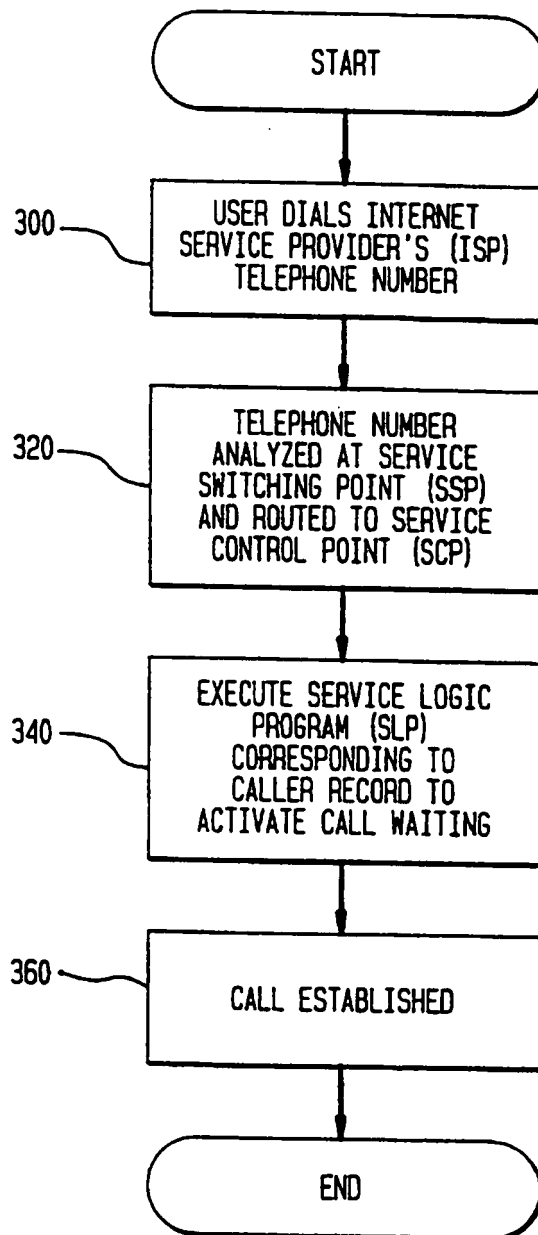 START
300
USER DIALS INTERNET
SERVICE PROVIDER'S (ISP)
TELEPHONE NUMBER
320
TELEPHONE NUMBER
ANALYZED AT SERVICE
SWITCHING POINT (SSP)
AND ROUTED TO SERVICE
CONTROL POINT (SCP)
340
EXECUTE SERVICE LOGIC
PROGRAM (SLP)
CORRESPONDING TO
CALLER RECORD TO
ACTIVATE CALL WAITING
360
CALL ESTABLISHED
END